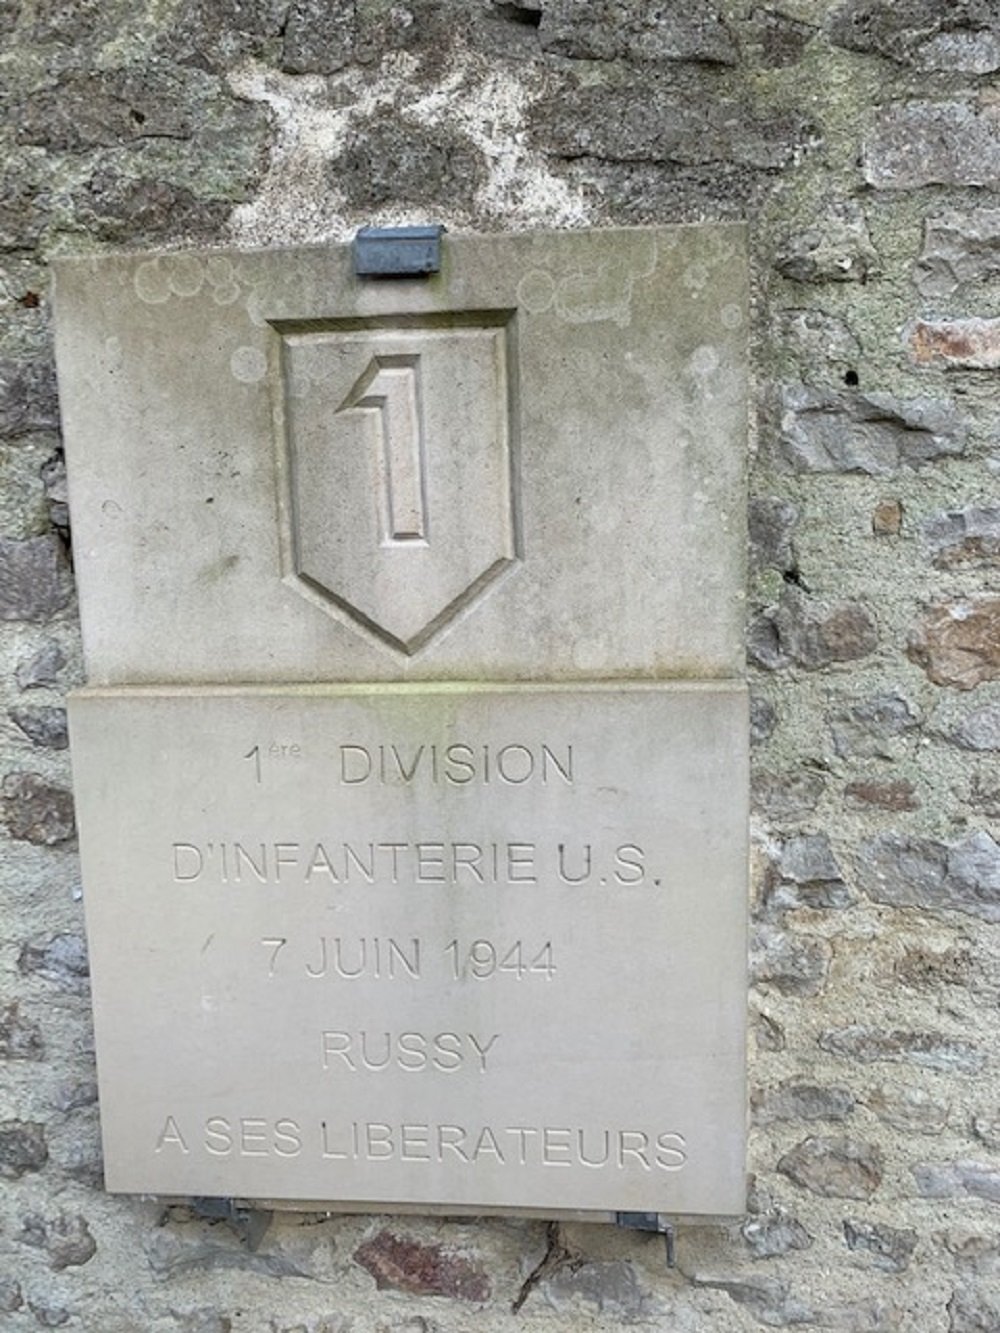 1
1ère DIVISION
D'INFANTERIE U.S.
7 JUIN 1944
RUSSY
A SES LIBERATEURS